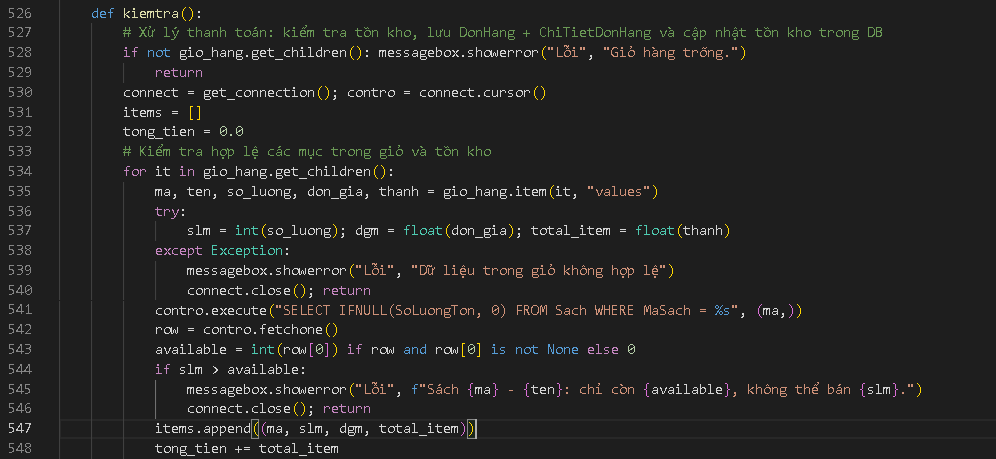 526 def kiemtra():
527 # Xử lý thanh toán: kiểm tra tồn kho, lưu DonHang + ChiTietDonHang và cập nhật tồn kho trong DB
528 if not gio_hang.get_children(): messagebox.showerror("Lỗi", "Giỏ hàng trống.")
529 return
530 connect = get_connection(); contro = connect.cursor()
531 items = []
532 tong_tien = 0.0
533 # Kiểm tra hợp lệ các mục trong giỏ và tồn kho
534 for it in gio_hang.get_children():
535 ma, ten, so_luong, don_gia, thanh = gio_hang.item(it, "values")
536 try:
537 slm = int(so_luong); dgm = float(don_gia); total_item = float(thanh)
538 except Exception:
539 messagebox.showerror("Lỗi", "Dữ liệu trong giỏ không hợp lệ")
540 connect.close(); return
541 contro.execute("SELECT IFNULL(SoLuongTon, 0) FROM Sach WHERE MaSach = %s", (ma,))
542 row = contro.fetchone()
543 available = int(row[0]) if row and row[0] is not None else 0
544 if slm > available:
545 messagebox.showerror("Lỗi", f"Sách {ma} - {ten}: chỉ còn {available}, không thể bán {slm}.")
546 connect.close(); return
547 items.append((ma, slm, dgm, total_item))
548 tong_tien += total_item